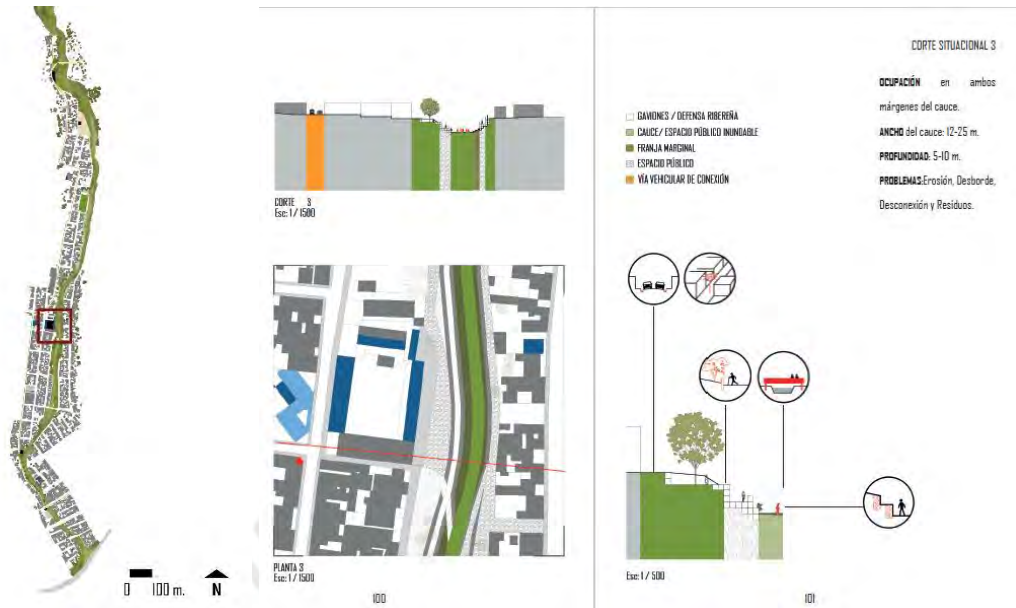 0 100 m. N
CORTE 3
Esc: 1 / 1500
PLANTA 3
Esc: 1 / 1500
100
GAVIONES / DEFENSA RIBEREÑA
CAUCE/ ESPACIO PÚBLICO INUNDABLE
FRANJA MARGINAL
ESPACIO PÚBLICO
VÍA VEHICULAR DE CONEXIÓN
CORTE SITUACIONAL 3
OCUPACIÓN en ambos
márgenes del cauce.
ANCHO del cauce: 12-25 m.
PROFUNDIDAD: 5-10 m.
PROBLEMAS:Erosión, Desborde,
Desconexión y Residuos.
Esc: 1 / 500
101